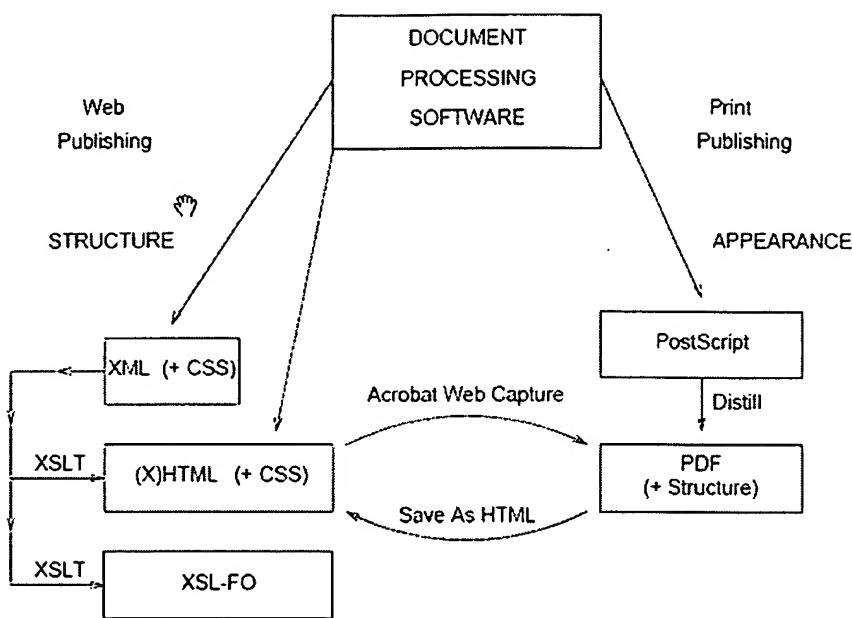 DOCUMENT
PROCESSING
SOFTWARE
Web
Publishing
Print
Publishing
STRUCTURE
APPEARANCE
XML (+ CSS)
PostScript
Acrobat Web Capture
Distill
XSLT
(X)HTML (+ CSS)
PDF
(+ Structure)
Save As HTML
XSLT
XSL-FO